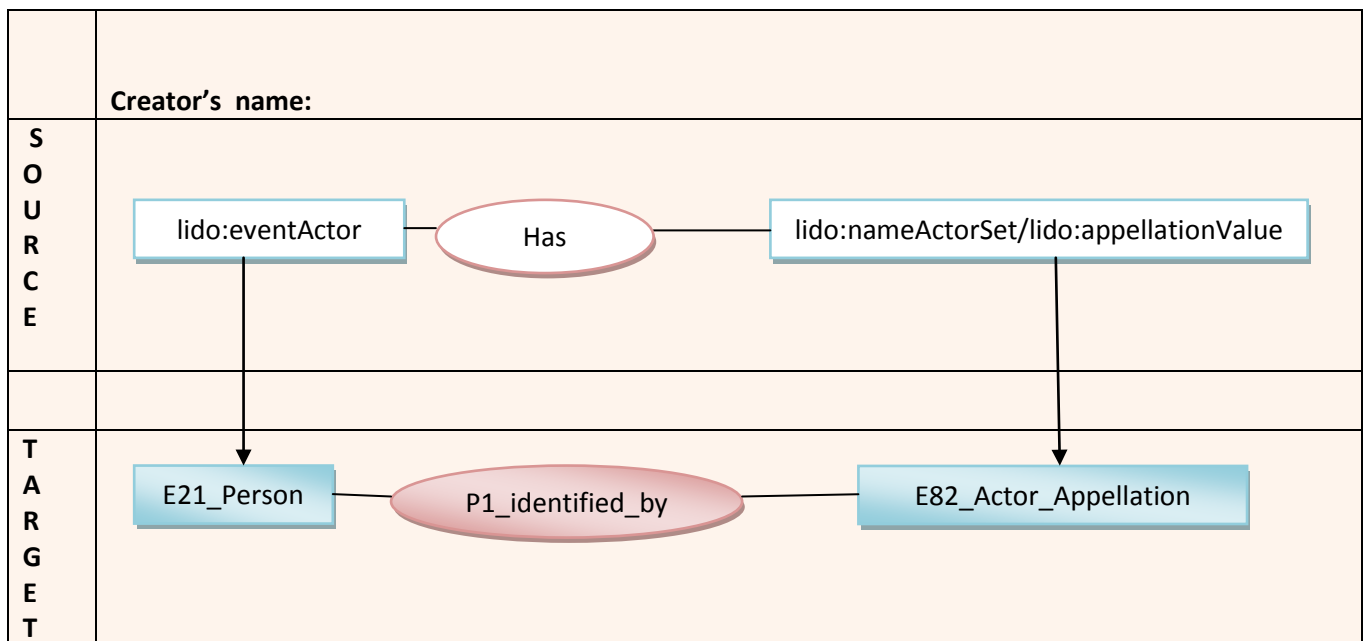 Creator's name:
S
O
U
R
C
E
lido:eventActor
Has
lido:nameActorSet/lido:appellationValue
T
A
R
G
E
T
E21_Person
P1_identified_by
E82_Actor_Appellation